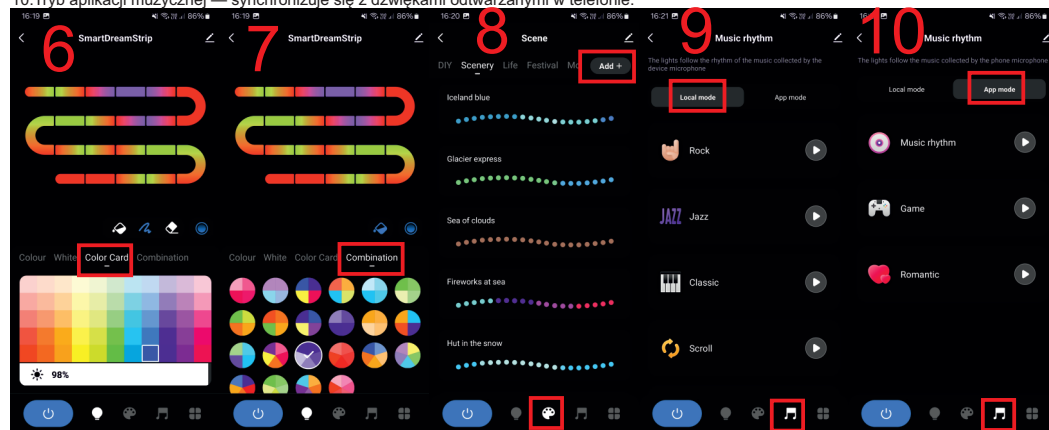 10.Tryb aplikacji muzycznej — synchronizuje się z dźwiękami odtwarzanymi w telefonie.
16:19
86%
6
SmartDreamStrip
Colour White Color Card Combination
98%
16:19
86%
7
SmartDreamStrip
Colour White Color Card Combination
16:20
86%
8
Scene
DIY Scenery Life Festival Mo Add +
Iceland blue
Glacier express
Sea of clouds
Fireworks at sea
Hut in the snow
16:21
86%
9
Music rhythm
The lights follow the rhythm of the music collected by the
device microphone
Local mode App mode
Rock
JAZZ Jazz
Classic
Scroll
86%
10
Music rhythm
The lights follow the music collected by the phone microphone
Local mode App mode
Music rhythm
Game
Romantic